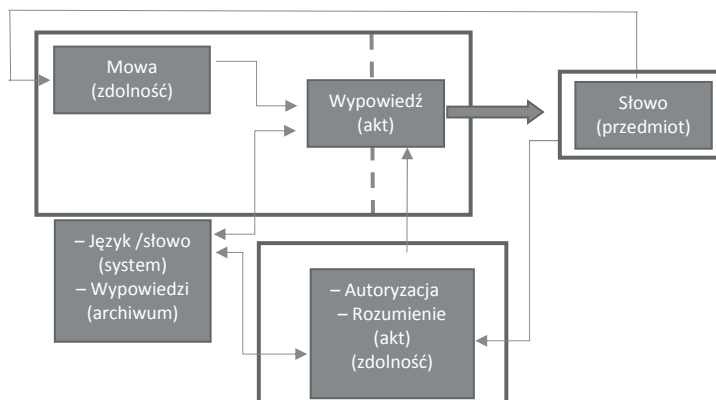 Mowa
(zdolność)
Wypowiedź
(akt)
Słowo
(przedmiot)
– Język /słowo
(system)
– Wypowiedzi
(archiwum)
– Autoryzacja
– Rozumienie
(akt)
(zdolność)